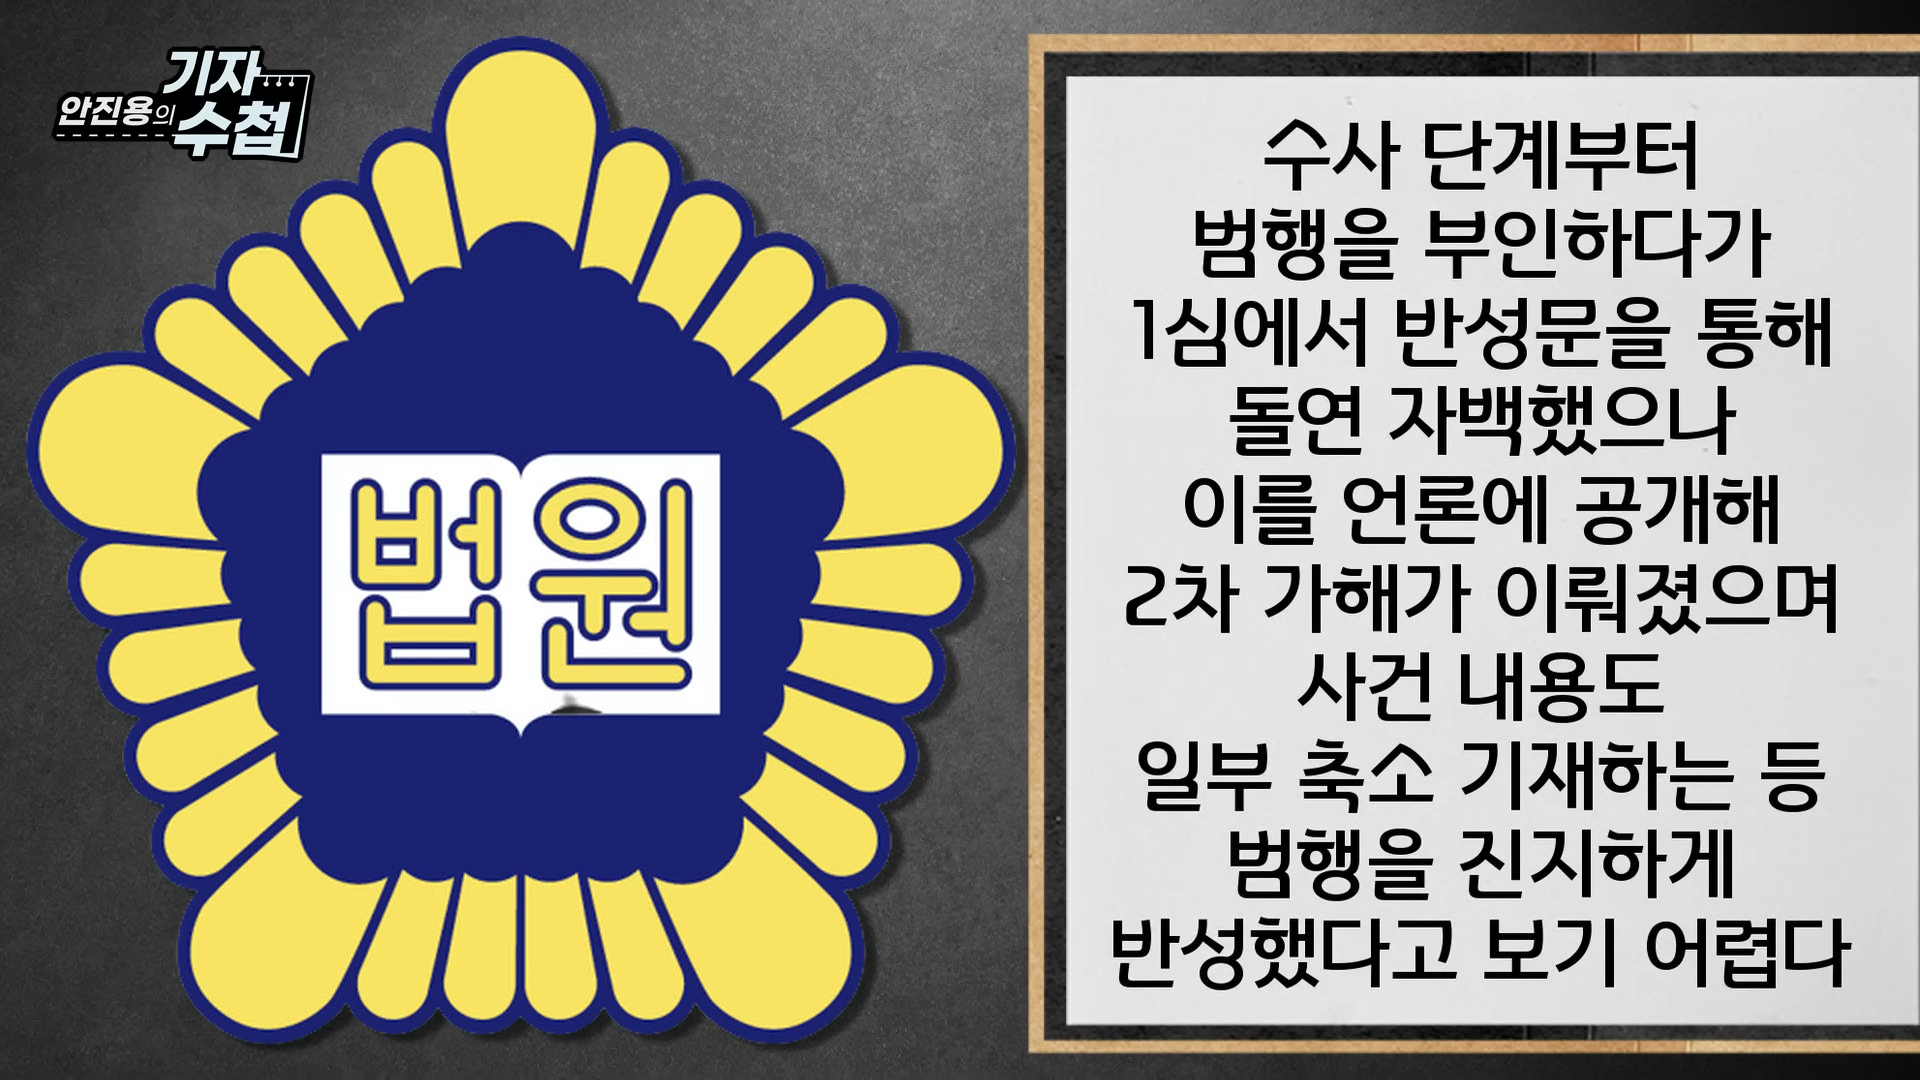 안진용의
기자
수첩
법원
수사 단계부터
범행을 부인하다가
1심에서 반성문을 통해
돌연 자백했으나
이를 언론에 공개해
2차 가해가 이뤄졌으며
사건 내용도
일부 축소 기재하는 등
범행을 진지하게
반성했다고 보기 어렵다